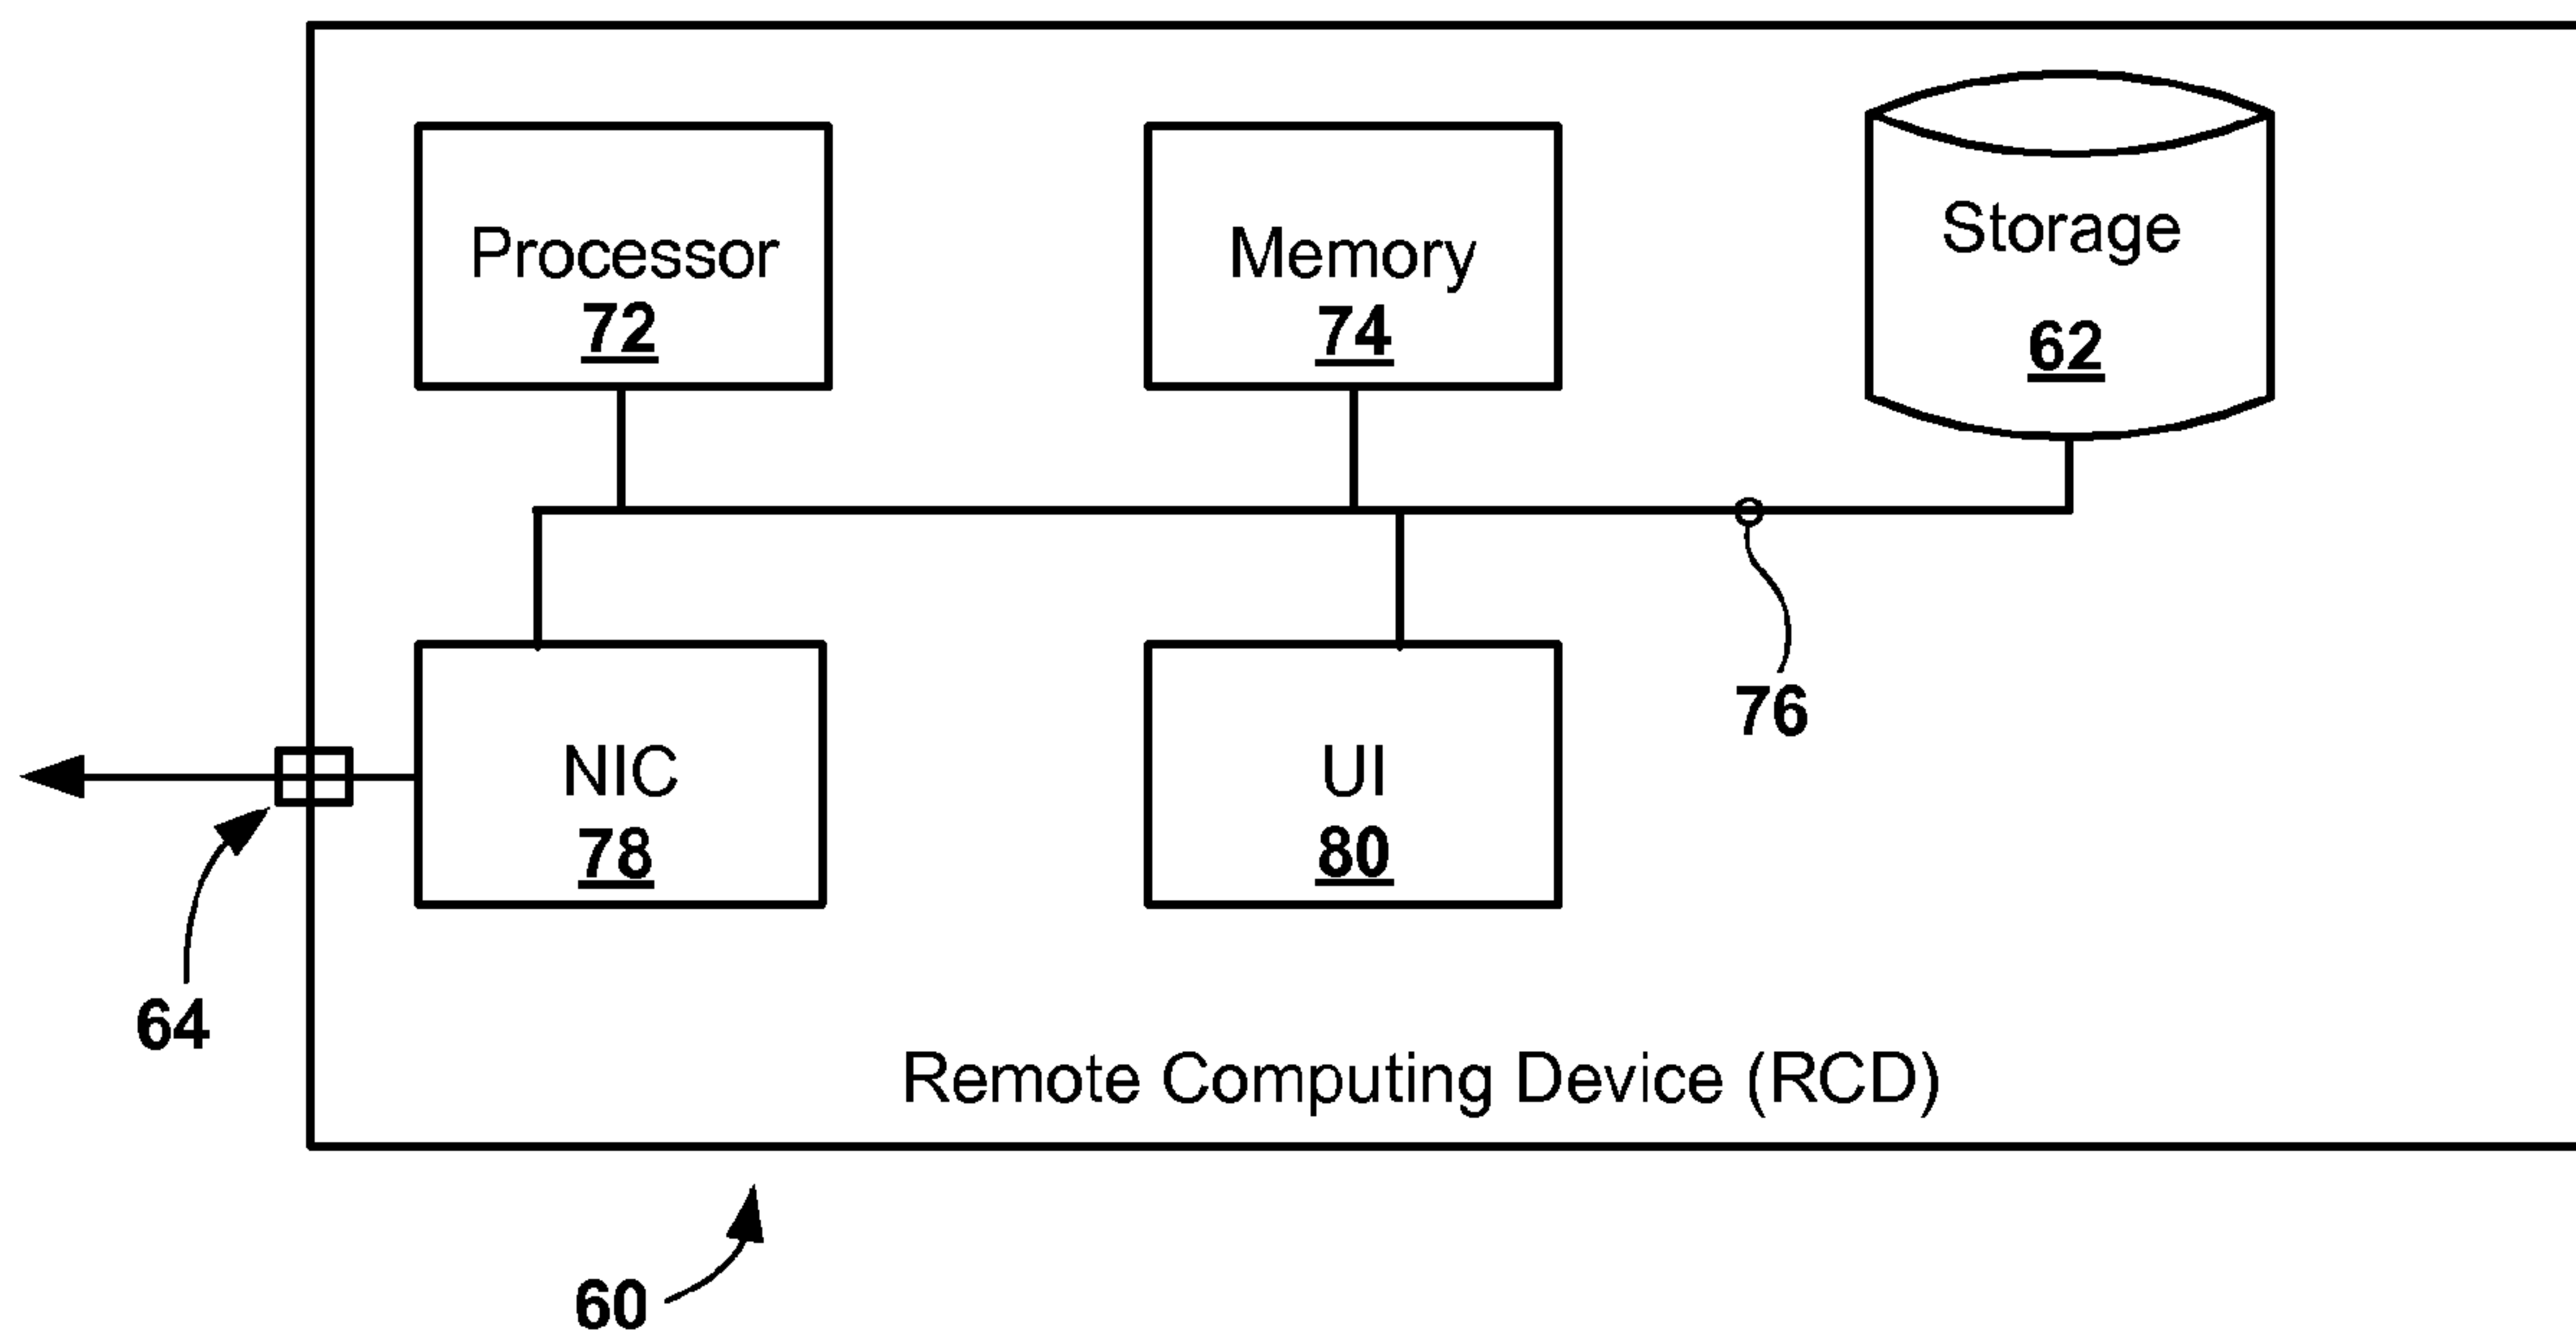 Processor
72
Memory
74
Storage
62
76
NIC
78
UI
80
64
Remote Computing Device (RCD)
60